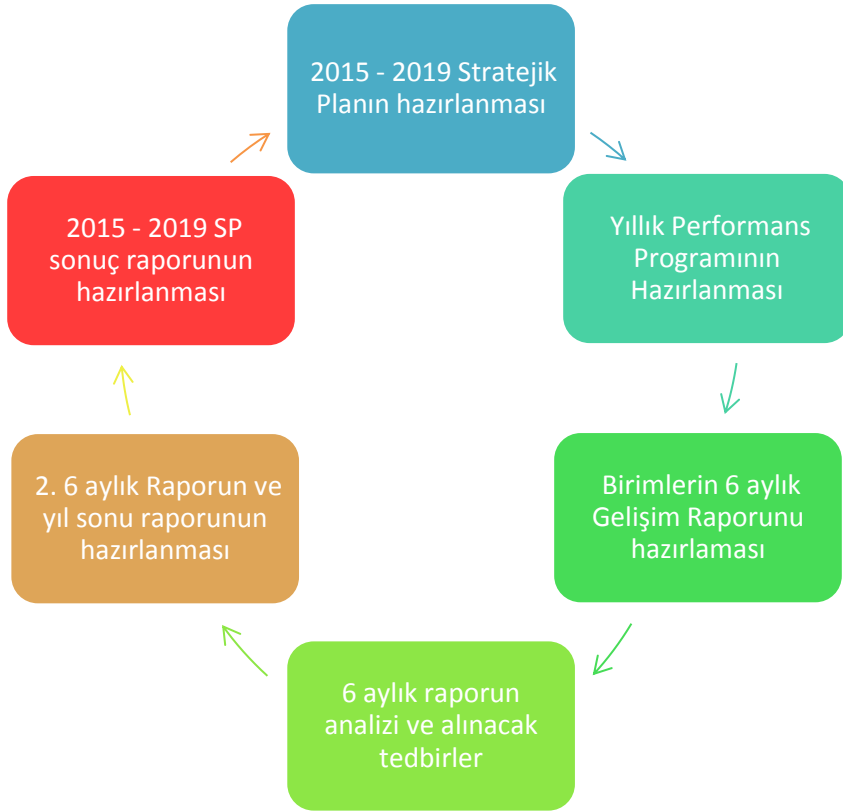 2015 - 2019 Stratejik
Planın hazırlanması
Yıllık Performans
Programının
Hazırlanması
Birimlerin 6 aylık
Gelişim Raporunu
hazırlaması
6 aylık raporun
analizi ve alınacak
tedbirler
2. 6 aylık Raporun ve
yıl sonu raporunun
hazırlanması
2015 - 2019 SP
sonuç raporunun
hazırlanması